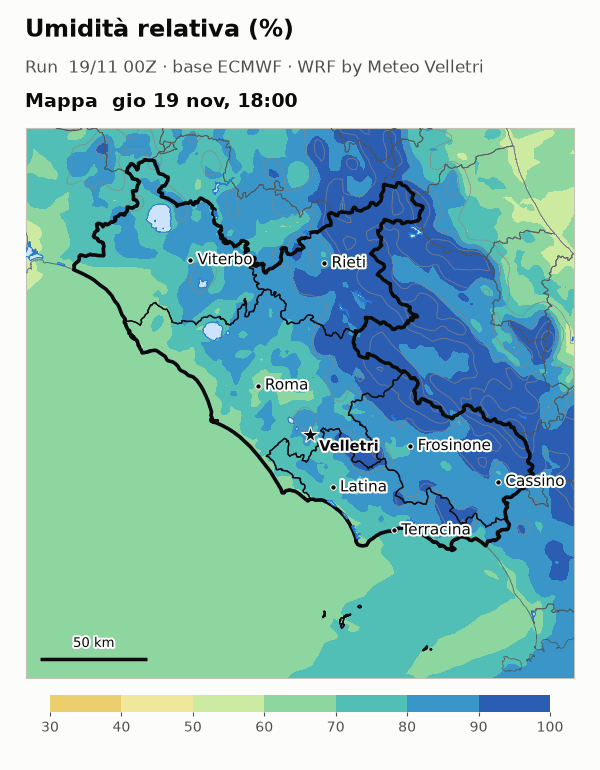 Umidità relativa (%)
Run  19/11 00Z · base ECMWF · WRF by Meteo Velletri
Mappa  gio 19 nov, 18:00
Viterbo
Rieti
Roma
Velletri
Frosinone
Cassino
Latina
Terracina
50 km
30 40 50 60 70 80 90 100